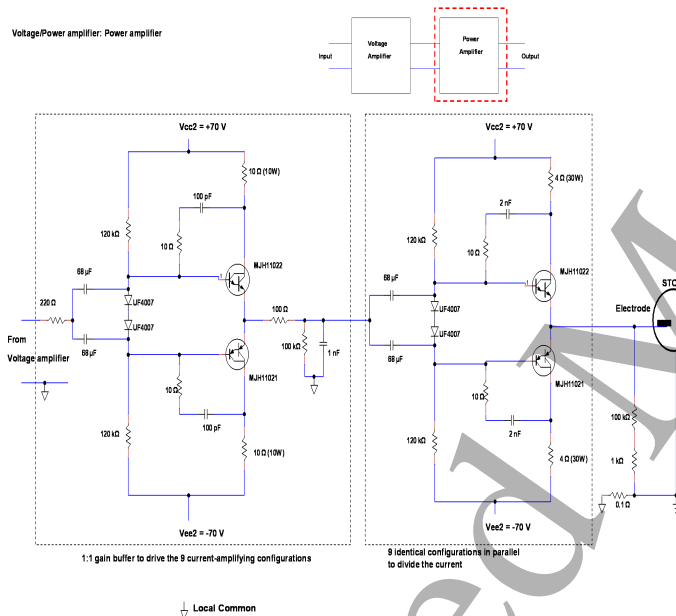 Voltage/Power amplifier: Power amplifier
Input
Voltage
Amplifier
Power
Amplifier
Output
Vcc2 = +70 V
10 Ω (10W)
100 pF
120 kΩ
10 Ω
MJH11022
1
68 µF
220 Ω
UF4007
UF4007
68 µF
From
Voltage amplifier
100 Ω
100 kΩ
1 nF
MJH11021
10 Ω
100 pF
120 kΩ
10 Ω (10W)
Vee2 = -70 V
1:1 gain buffer to drive the 9 current-amplifying configurations
Vcc2 = +70 V
4 Ω (30W)
2 nF
120 kΩ
10 Ω
MJH11022
1
68 µF
UF4007
UF4007
68 µF
MJH11021
10 Ω
2 nF
120 kΩ
4 Ω (30W)
Vee2 = -70 V
9 identical configurations in parallel
to divide the current
Electrode
STO
100 kΩ
1 kΩ
0.1 Ω
Local Common
ed M